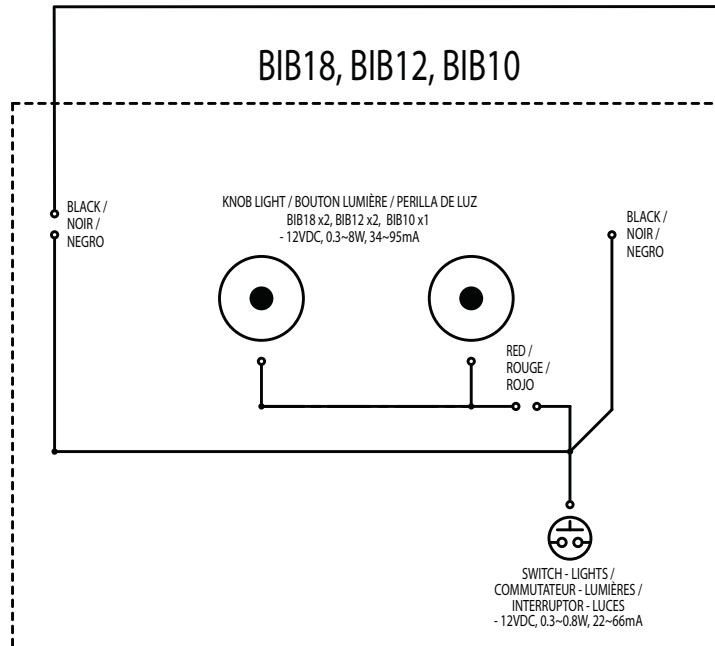 BIB18, BIB12, BIB10
BLACK /
NOIR /
NEGRO
KNOB LIGHT / BOUTON LUMIÈRE / PERILLA DE LUZ
BIB18 x2, BIB12 x2, BIB10 x1
- 12VDC, 0.3~8W, 34~95mA
BLACK /
NOIR /
NEGRO
RED /
ROUGE /
ROJO
SWITCH - LIGHTS /
COMMUTATEUR - LUMIÈRES /
INTERRUPTOR - LUCES
- 12VDC, 0.3~0.8W, 22~66mA